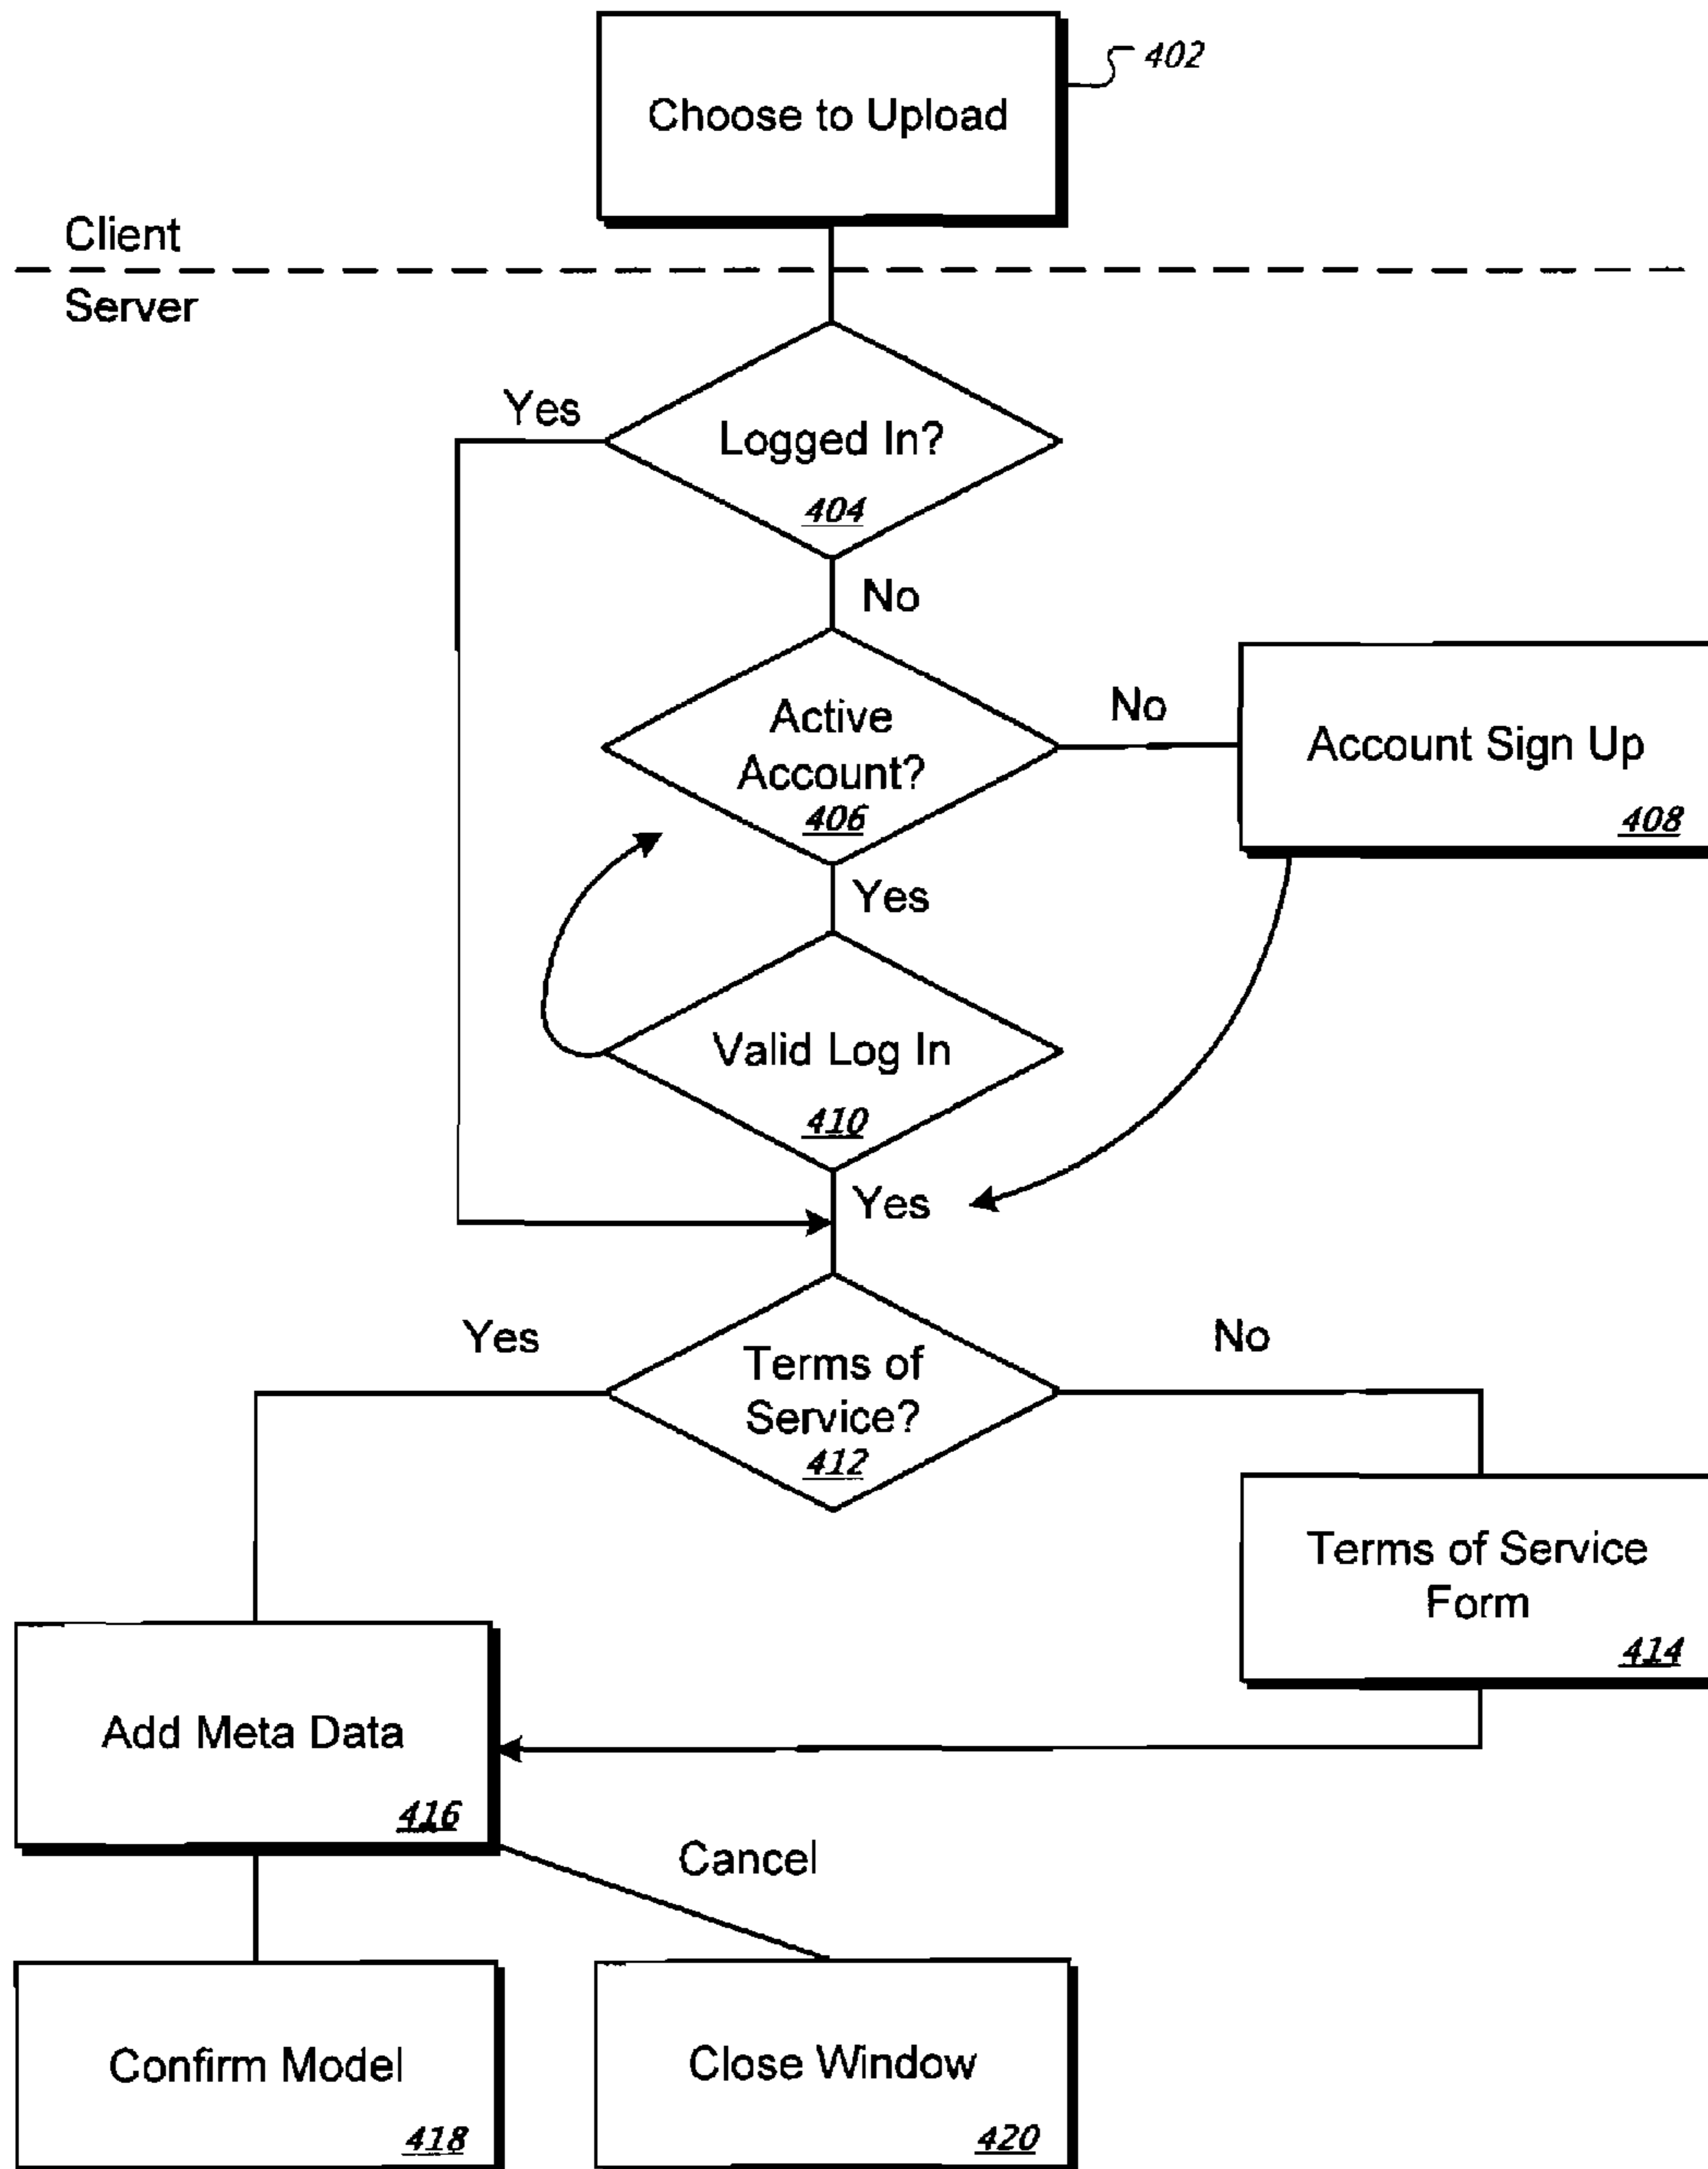 Choose to Upload
402
Client
Server
Yes
Logged In?
404
No
Active
Account?
406
No
Account Sign Up
408
Yes
Valid Log In
410
Yes
Yes
Terms of
Service?
412
No
Terms of Service
Form
414
Add Meta Data
416
Cancel
Confirm Model
418
Close Window
420